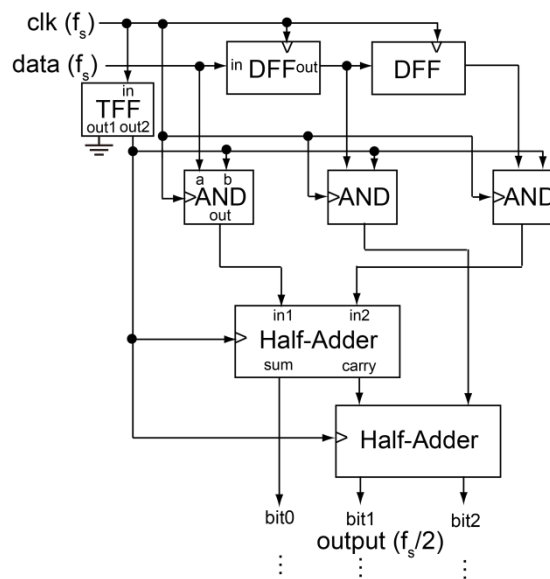 clk (fs)
data (fs)
in DFF out
DFF
in
TFF
out1 out2
a b
AND
out
AND
AND
in1 in2
Half-Adder
sum carry
Half-Adder
bit0 bit1 bit2
output (fs/2)